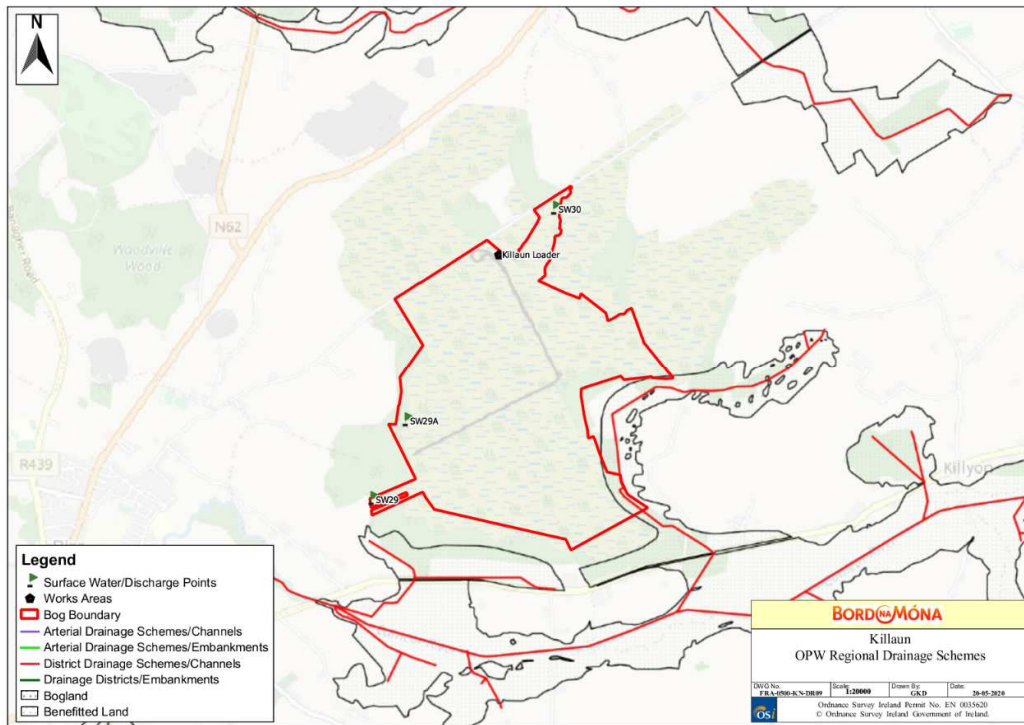 N
N62
Woodville
Wood
SW30
Killaun Loader
SW29A
R439
SW29
Killyon
Legend
Surface Water/Discharge Points
Works Areas
Bog Boundary
Arterial Drainage Schemes/Channels
Arterial Drainage Schemes/Embankments
District Drainage Schemes/Channels
Drainage Districts/Embankments
Bogland
Benefitted Land
BORD NA MÓNA
Killaun
OPW Regional Drainage Schemes
DWG No: Scale: Drawn By: Date:
FRA-0500-KN-DR09 1:20000 GKD 20-05-2020
OSi
Ordnance Survey Ireland Permit No. EN 0035620
© Ordnance Survey Ireland Government of Ireland.